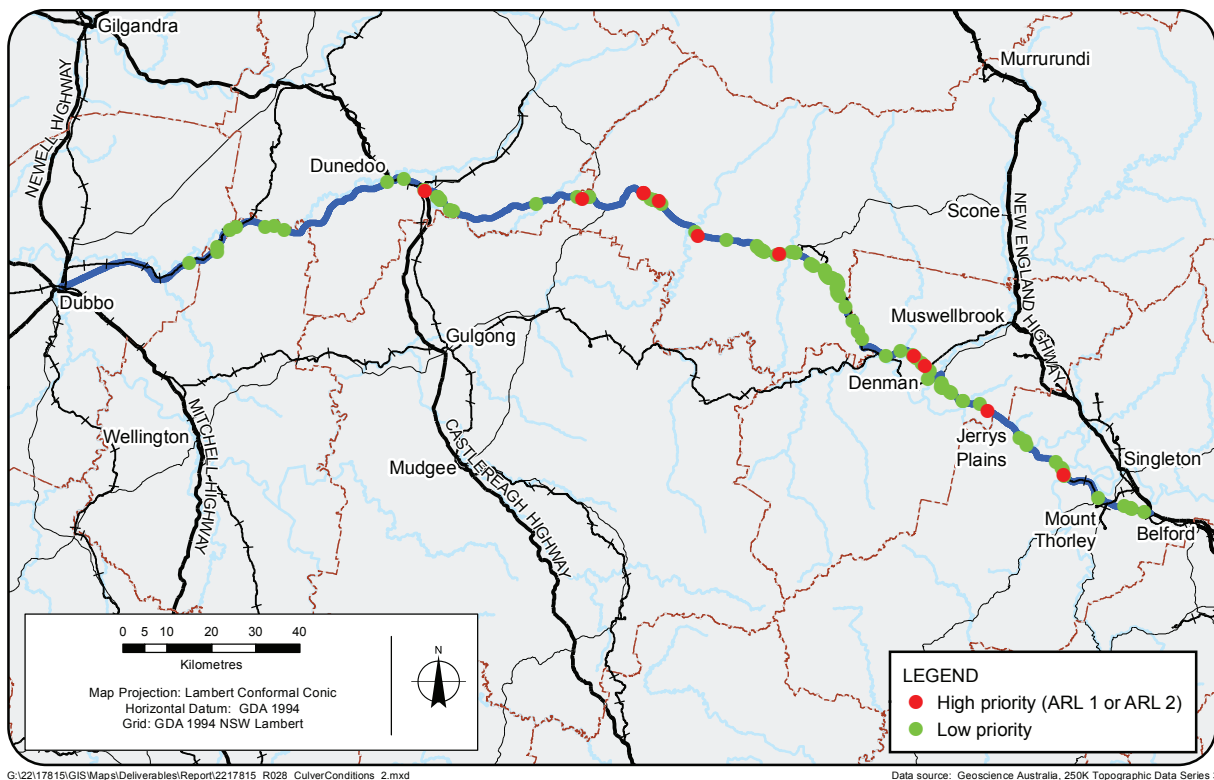 Gilgandra
Murrurundi
NEWELL HIGHWAY
Dunedoo
Scone
NEW ENGLAND HIGHWAY
Dubbo
Muswellbrook
Gulgong
Denman
MITCHELL HIGHWAY
Wellington
CASTLEREAGH HIGHWAY
Jerrys
Plains
Mudgee
Singleton
Mount
Thorley
Belford
0 5 10 20 30 40
Kilometres
N
Map Projection: Lambert Conformal Conic
Horizontal Datum: GDA 1994
Grid: GDA 1994 NSW Lambert
LEGEND
High priority (ARL 1 or ARL 2)
Low priority
G:\22\17815\GIS\Maps\Deliverables\Report\2217815_R028_CulverConditions_2.mxd
Data source: Geoscience Australia, 250K Topographic Data Series